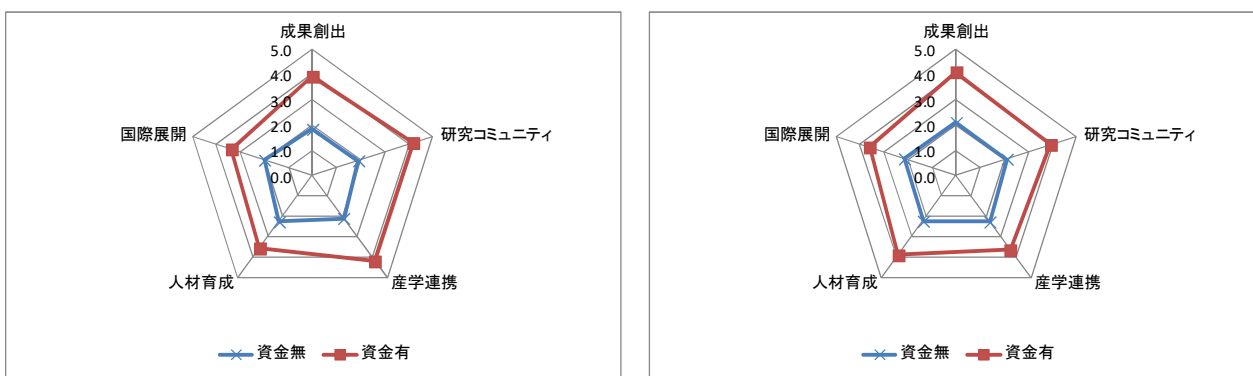 成果創出
5.0
4.0
3.0
2.0
1.0
0.0
研究コミュニティ
産学連携
人材育成
国際展開
資金無 資金有
成果創出
5.0
4.0
3.0
2.0
1.0
0.0
研究コミュニティ
産学連携
人材育成
国際展開
資金無 資金有